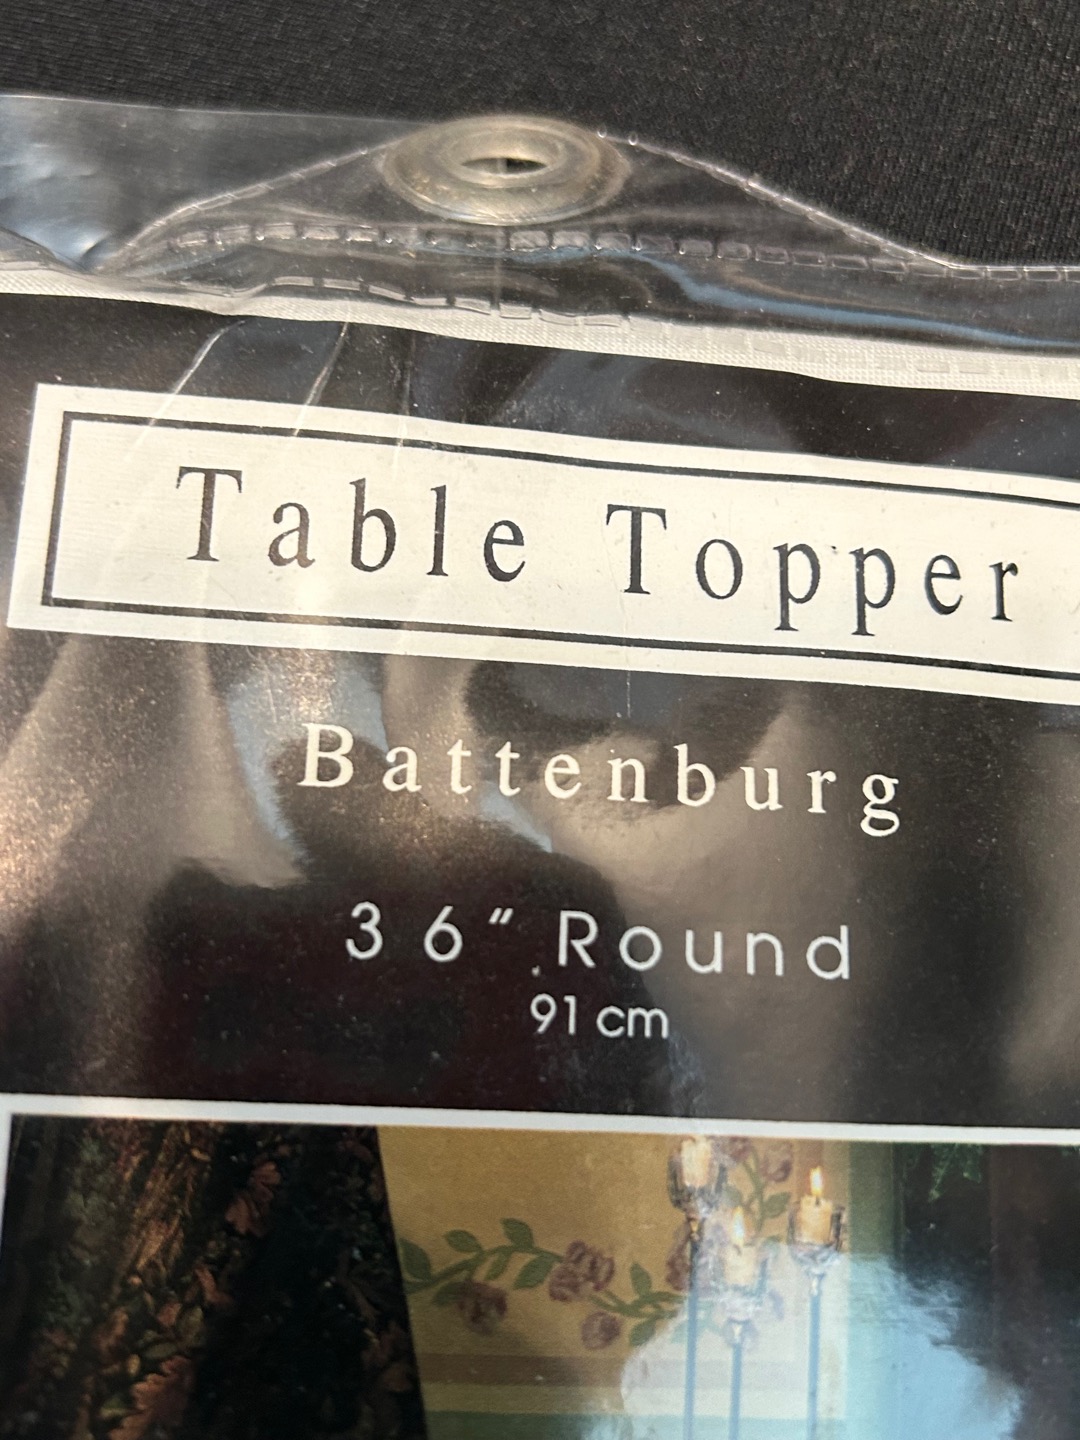 Table Topper
Battenburg
36" Round
91 cm